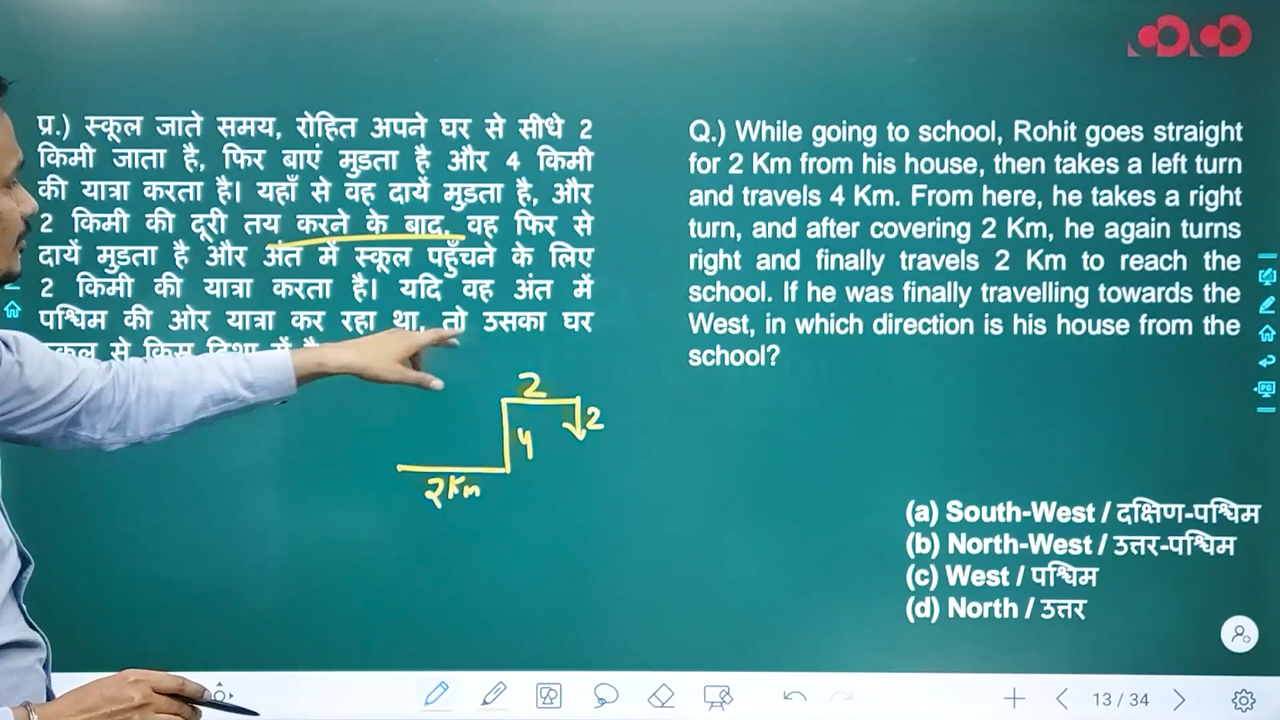 प्र.) स्कूल जाते समय, रोहित अपने घर से सीधे 2
किमी जाता है, फिर बाएं मुड़ता है और 4 किमी
की यात्रा करता है। यहाँ से वह दायें मुड़ता है, और
2 किमी की दूरी तय करने के बाद, वह फिर से
दायें मुड़ता है और अंत में स्कूल पहुँचने के लिए
2 किमी की यात्रा करता है। यदि वह अंत में
पश्चिम की ओर यात्रा कर रहा था, तो उसका घर
स्कूल से किस दिशा में
Q.) While going to school, Rohit goes straight
for 2 Km from his house, then takes a left turn
and travels 4 Km. From here, he takes a right
turn, and after covering 2 Km, he again turns
right and finally travels 2 Km to reach the
school. If he was finally travelling towards the
West, in which direction is his house from the
school?
2
2
4
2Km
(a) South-West / दक्षिण-पश्चिम
(b) North-West / उत्तर-पश्चिम
(c) West / पश्चिम
(d) North / उत्तर
13 / 34